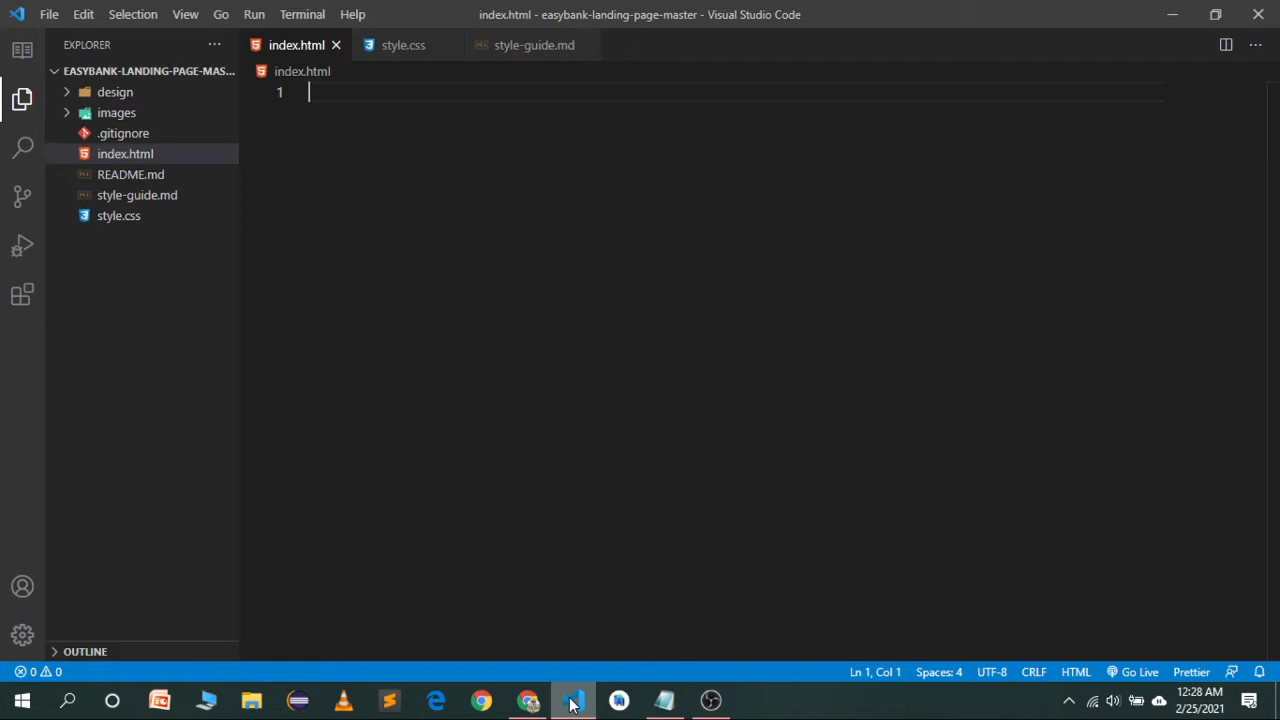 File Edit Selection View Go Run Terminal Help
index.html - easybank-landing-page-master - Visual Studio Code
EXPLORER
EASYBANK-LANDING-PAGE-MAS...
design
images
.gitignore
index.html
README.md
style-guide.md
style.css
OUTLINE
index.html style.css style-guide.md
index.html
1
0 0 Ln 1, Col 1 Spaces: 4 UTF-8 CRLF HTML Go Live Prettier
12:28 AM
2/25/2021